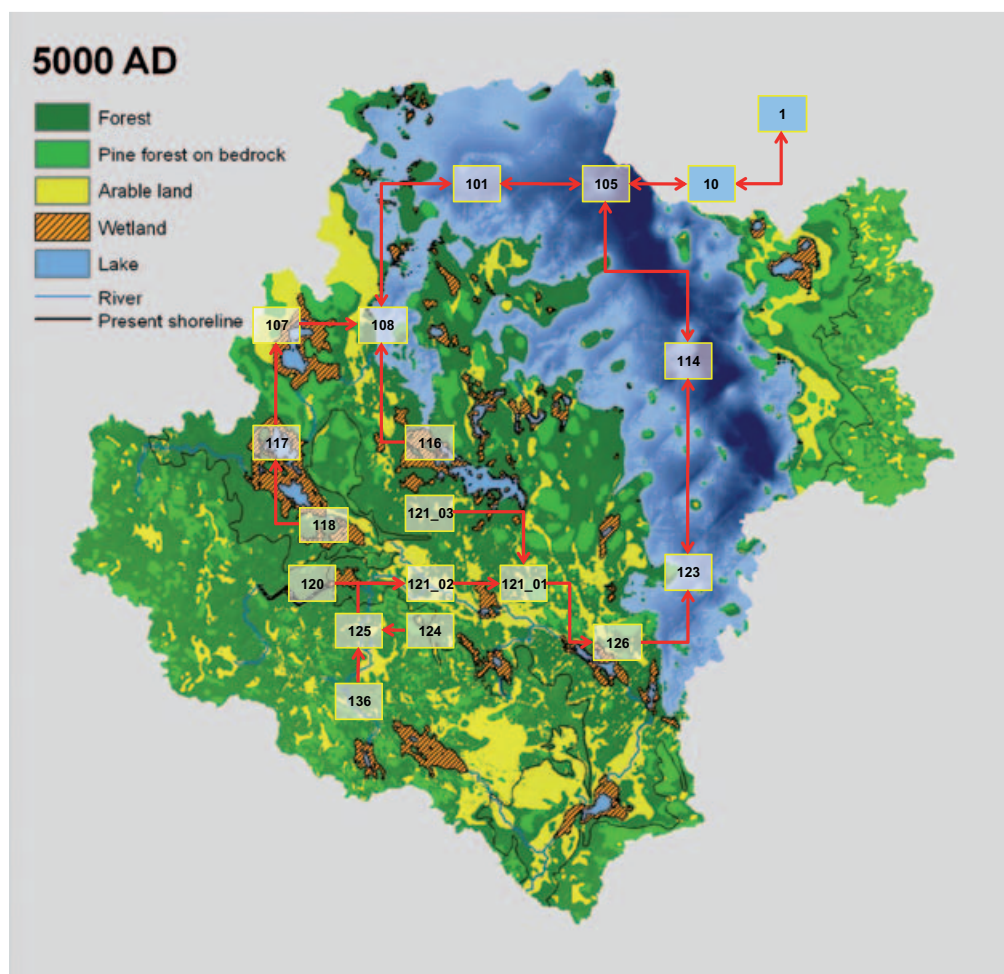 5000 AD
Forest
Pine forest on bedrock
Arable land
Wetland
Lake
River
Present shoreline
1
101
105
10
107
108
114
117
116
118
121_03
120
121_02
121_01
123
125
124
126
136